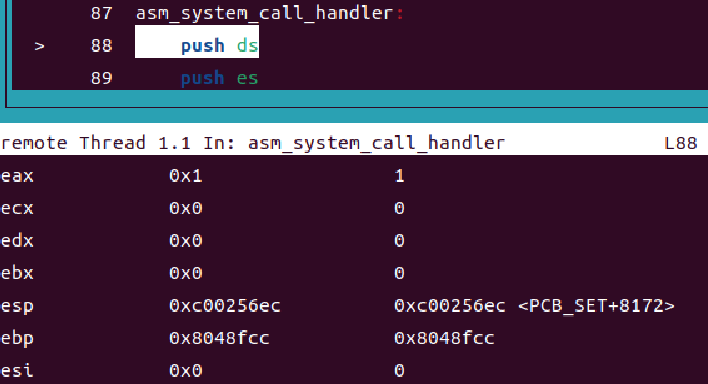 87 asm_system_call_handler:
> 88 push ds
89 push es
remote Thread 1.1 In: asm_system_call_handler L88
eax 0x1 1
ecx 0x0 0
edx 0x0 0
ebx 0x0 0
esp 0xc00256ec 0xc00256ec <PCB_SET+8172>
ebp 0x8048fcc 0x8048fcc
esi 0x0 0